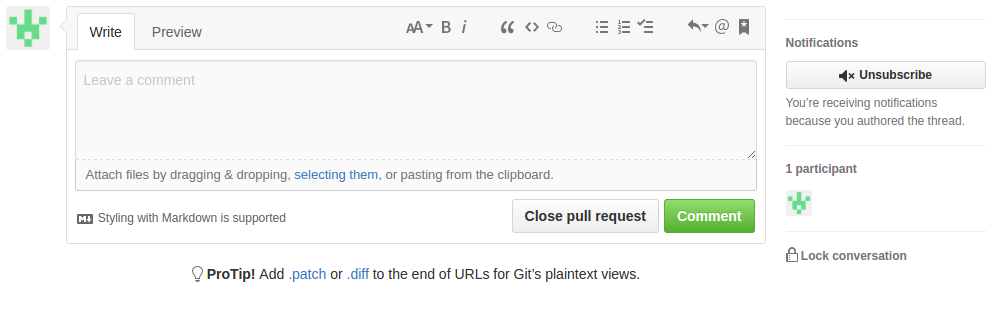 Write
Preview
AA B i
Leave a comment
Attach files by dragging & dropping, selecting them, or pasting from the clipboard.
Styling with Markdown is supported
Close pull request
Comment
ProTip! Add .patch or .diff to the end of URLs for Git’s plaintext views.
Notifications
Unsubscribe
You’re receiving notifications
because you authored the thread.
1 participant
Lock conversation